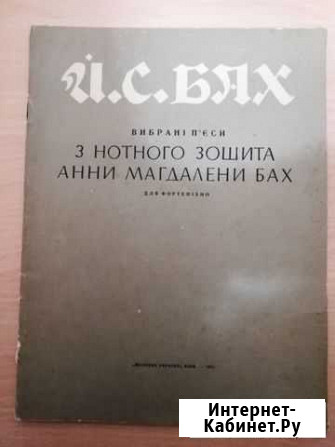 Й.С.БАХ
ВИБРАНІ П'ЄСИ
З НОТНОГО ЗОШИТА
АННИ МАГДАЛЕНИ БАХ
ДЛЯ ФОРТЕПІАНО
Интернет-
Кабинет.Ру